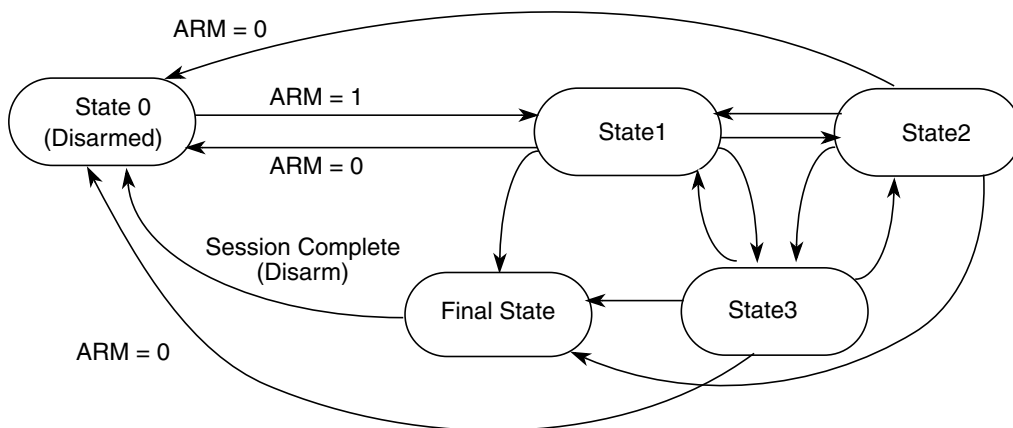 ARM = 0
State 0
(Disarmed)
ARM = 1
ARM = 0
State1
State2
Session Complete
(Disarm)
Final State
State3
ARM = 0